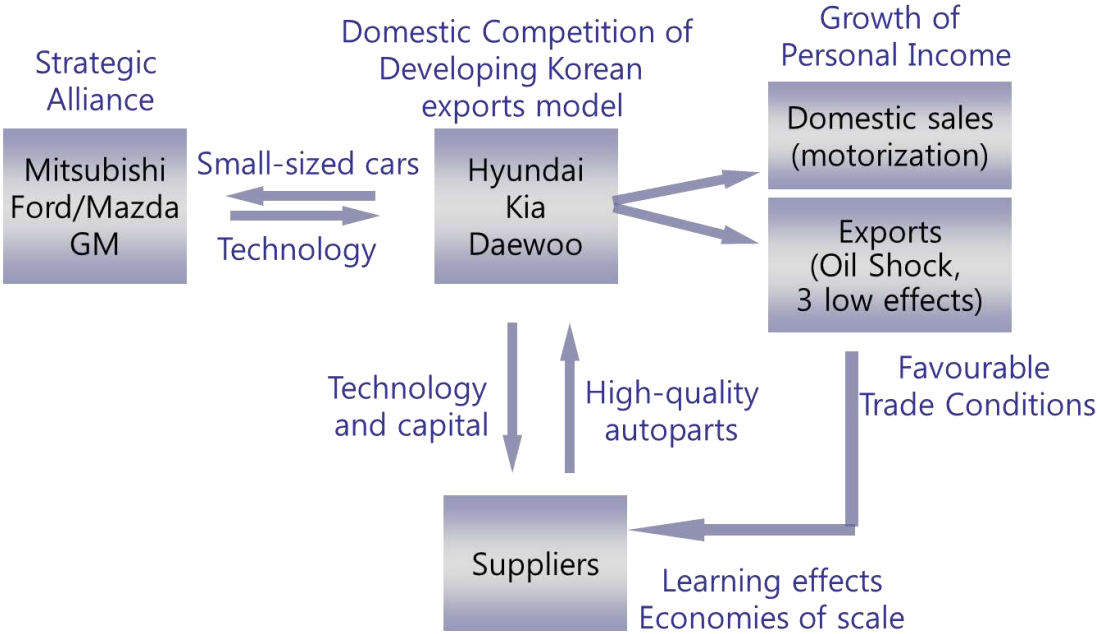 Strategic
Alliance
Mitsubishi
Ford/Mazda
GM
Small-sized cars
Technology
Domestic Competition of
Developing Korean
exports model
Hyundai
Kia
Daewoo
Growth of
Personal Income
Domestic sales
(motorization)
Exports
(Oil Shock,
3 low effects)
Technology
and capital
High-quality
autoparts
Favourable
Trade Conditions
Suppliers
Learning effects
Economies of scale